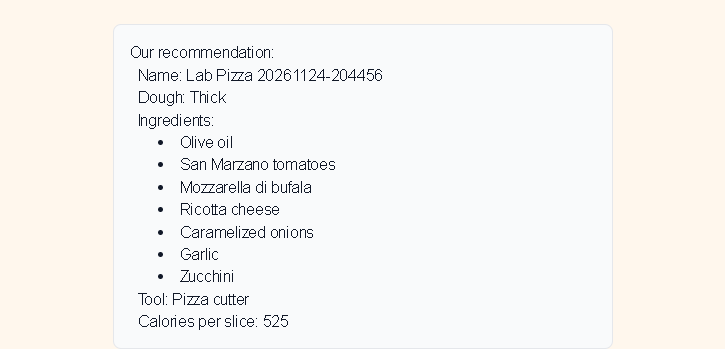 Our recommendation:
Name: Lab Pizza 20261124-204456
Dough: Thick
Ingredients:
• Olive oil
• San Marzano tomatoes
• Mozzarella di bufala
• Ricotta cheese
• Caramelized onions
• Garlic
• Zucchini
Tool: Pizza cutter
Calories per slice: 525